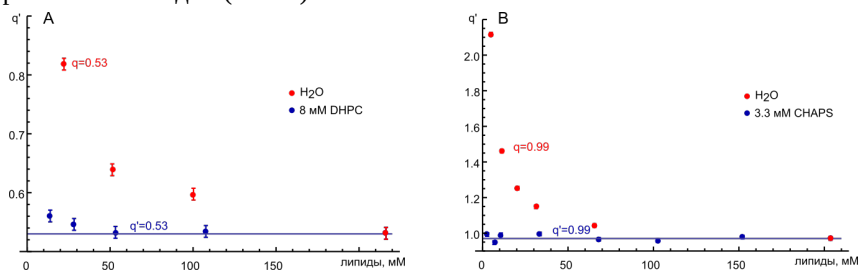 A
q'
0.8
0.7
0.6
q=0.53
H2O
8 мМ DHPC
q'=0.53
0
50
100
150
липиды, мМ
B
q'
2.0
1.8
1.6
1.4
1.2
1.0
q=0.99
H2O
3.3 мМ CHAPS
q'=0.99
0
50
100
150
липиды, мМ